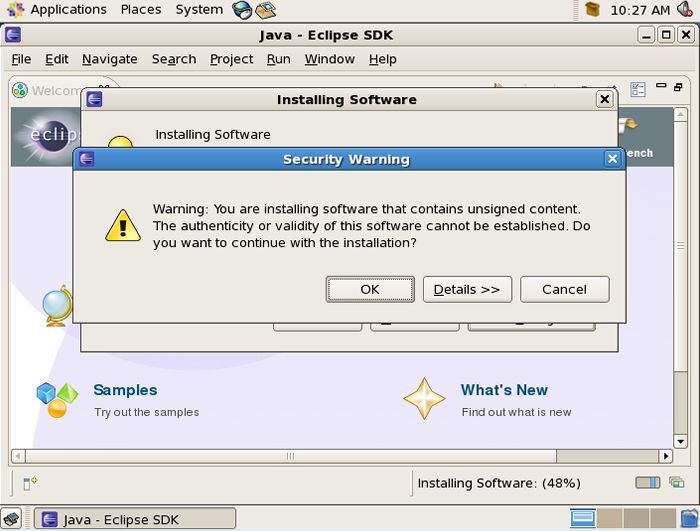 Applications Places System 10:27 AM
Java - Eclipse SDK
File Edit Navigate Search Project Run Window Help
Welcom
Installing Software
Installing Software
eclip
Security Warning
Warning: You are installing software that contains unsigned content.
The authenticity or validity of this software cannot be established. Do
you want to continue with the installation?
OK Details >> Cancel
Samples What's New
Try out the samples Find out what is new
Installing Software: (48%)
Java - Eclipse SDK